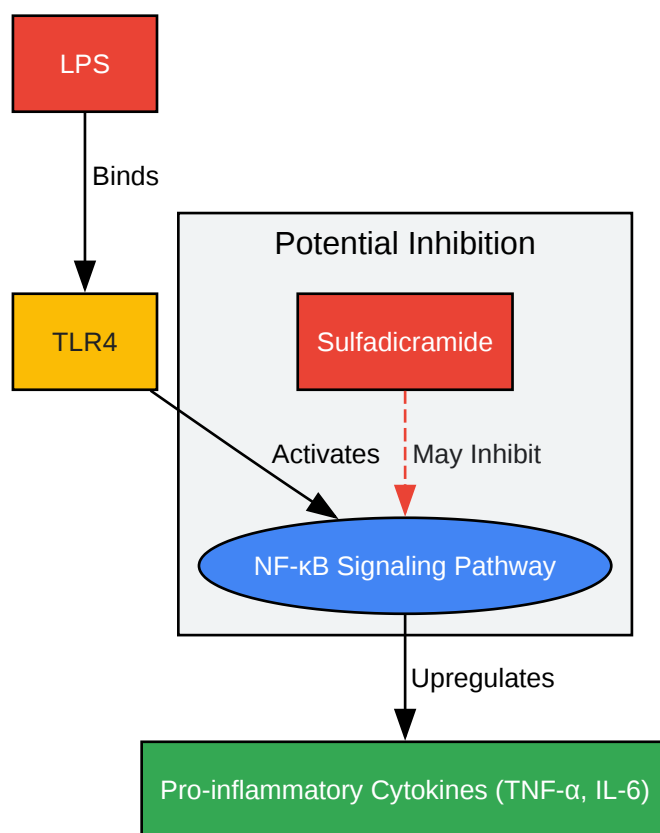 LPS
Binds
Potential Inhibition
TLR4
Sulfadicramide
Activates
May Inhibit
NF-κB Signaling Pathway
Upregulates
Pro-inflammatory Cytokines (TNF-α, IL-6)